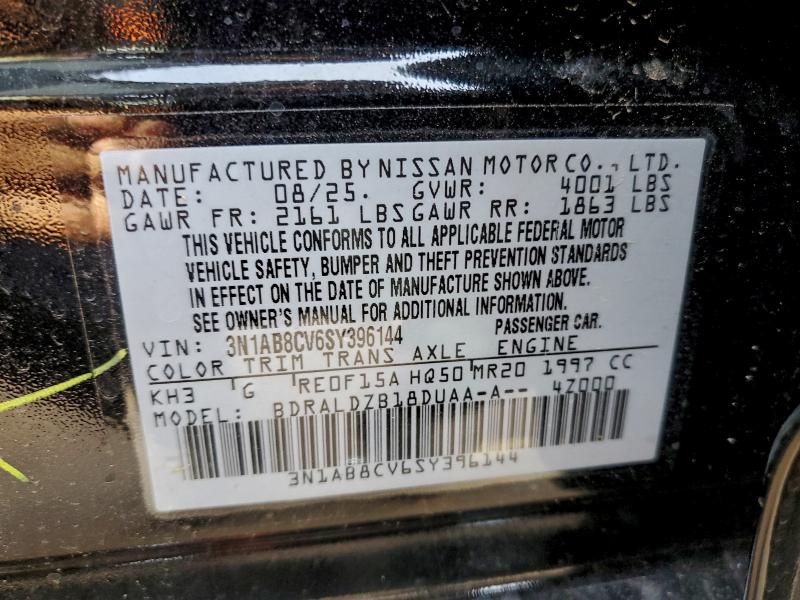 MANUFACTURED BY NISSAN MOTOR CO., LTD.
DATE: 08/25. GVWR: 4001 LBS
GAWR FR: 2161 LBS GAWR RR: 1863 LBS
THIS VEHICLE CONFORMS TO ALL APPLICABLE FEDERAL MOTOR
VEHICLE SAFETY, BUMPER AND THEFT PREVENTION STANDARDS
IN EFFECT ON THE DATE OF MANUFACTURE SHOWN ABOVE.
SEE OWNER'S MANUAL FOR ADDITIONAL INFORMATION.
VIN: 3N1AB8CV6SY396144 PASSENGER CAR.
COLOR TRIM TRANS AXLE ENGINE
KH3 G RE0F15A HQ50 MR20 1997 CC
MODEL: BDRALDZB18DUAA-A-- 4Z000
3N1AB8CV6SY396144